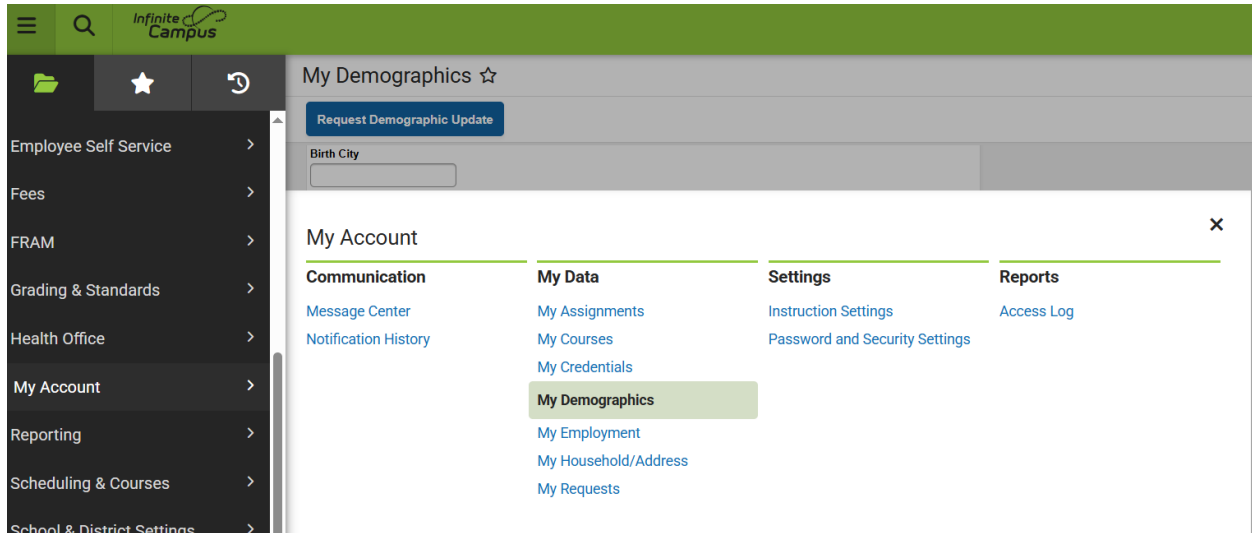 Infinite
Campus
My Demographics
Request Demographic Update
Birth City
Employee Self Service
Fees
FRAM
Grading & Standards
Health Office
My Account
Reporting
Scheduling & Courses
School & District Settings
My Account
Communication
Message Center
Notification History
My Data
My Assignments
My Courses
My Credentials
My Demographics
My Employment
My Household/Address
My Requests
Settings
Instruction Settings
Password and Security Settings
Reports
Access Log